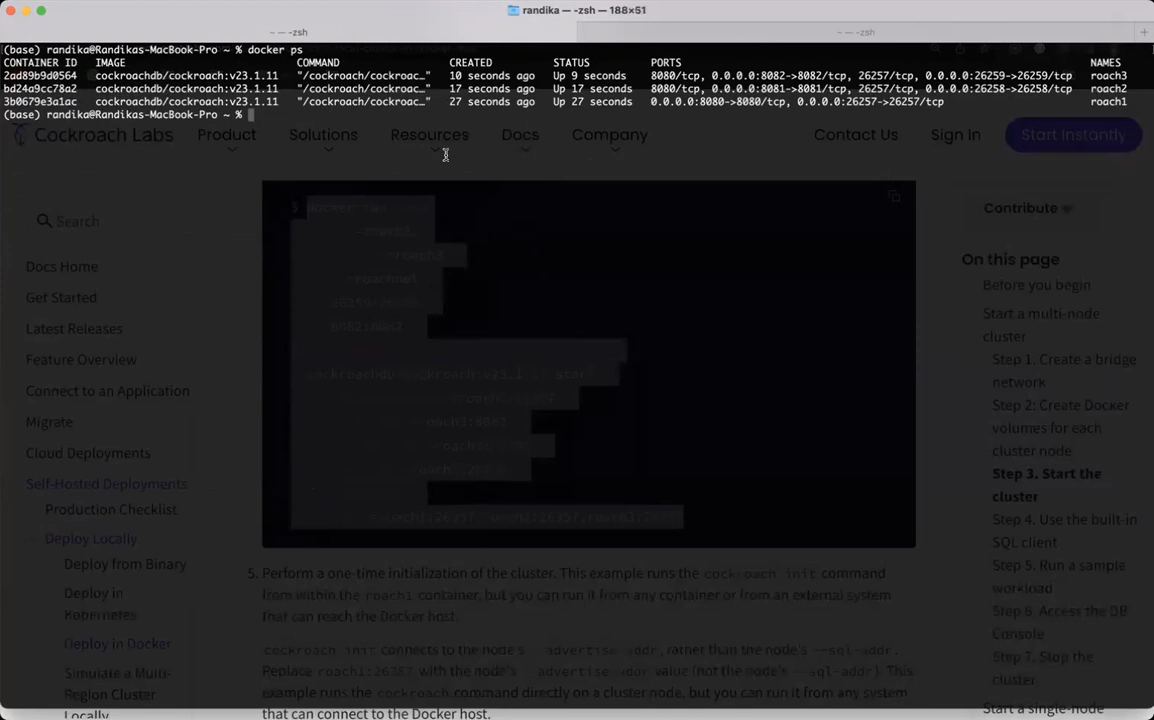 randika — -zsh — 188×51
~ — -zsh
~ — -zsh
(base) randika@Randikas-MacBook-Pro ~ % docker ps
CONTAINER ID IMAGE COMMAND CREATED STATUS PORTS NAMES
2ad89b9d0564 cockroachdb/cockroach:v23.1.11 "/cockroach/cockroac…" 10 seconds ago Up 9 seconds 8080/tcp, 0.0.0.0:8082->8082/tcp, 26257/tcp, 0.0.0.0:26259->26259/tcp roach3
bd24a9cc78a2 cockroachdb/cockroach:v23.1.11 "/cockroach/cockroac…" 17 seconds ago Up 17 seconds 8080/tcp, 0.0.0.0:8081->8081/tcp, 26257/tcp, 0.0.0.0:26258->26258/tcp roach2
3b0679e3a1ac cockroachdb/cockroach:v23.1.11 "/cockroach/cockroac…" 27 seconds ago Up 27 seconds 0.0.0.0:8080->8080/tcp, 0.0.0.0:26257->26257/tcp roach1
(base) randika@Randikas-MacBook-Pro ~ %
Cockroach Labs Product Solutions Resources Docs Company Contact Us Sign In Start Instantly
Search
Docs Home
Get Started
Latest Releases
Feature Overview
Connect to an Application
Migrate
Cloud Deployments
Self-Hosted Deployments
Production Checklist
Deploy Locally
Deploy from Binary
Deploy in
Kubernetes
Deploy in Docker
Simulate a Multi-
Region Cluster
Locally
5. Perform a one-time initialization of the cluster. This example runs the cockroach init command
from within the roach1 container, but you can run it from any container or from an external system
that can reach the Docker host.
cockroach init connects to the node's --advertise-addr, rather than the node's --sql-addr.
Replace roach1:26357 with the node's --advertise-addr value (not the node's --sql-addr). This
example runs the cockroach command directly on a cluster node, but you can run it from any system
that can connect to the Docker host.
Contribute
On this page
Before you begin
Start a multi-node
cluster
Step 1. Create a bridge
network
Step 2: Create Docker
volumes for each
cluster node
Step 3. Start the
cluster
Step 4. Use the built-in
SQL client
Step 5. Run a sample
workload
Step 6. Access the DB
Console
Step 7. Stop the
cluster
Start a single-node